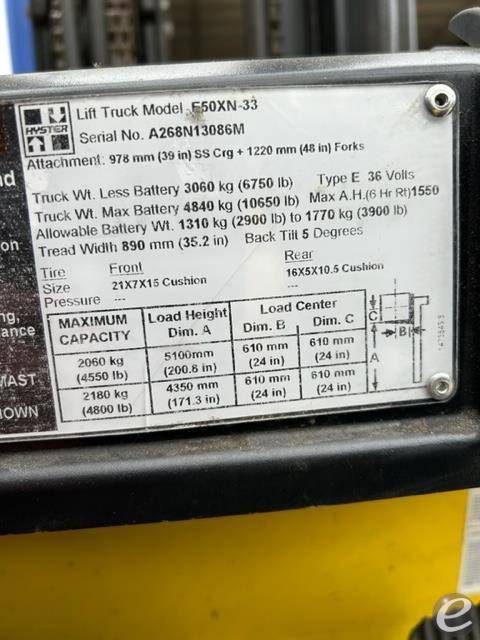 HYSTER
Lift Truck Model E50XN-33
Serial No. A268N13086M
Attachment: 978 mm (39 in) SS Crg + 1220 mm (48 in) Forks
Truck Wt. Less Battery 3060 kg (6750 lb) Type E 36 Volts
Truck Wt. Max Battery 4840 kg (10650 lb) Max A.H.(6 Hr Rt)1550
Allowable Battery Wt. 1310 kg (2900 lb) to 1770 kg (3900 lb)
Tread Width 890 mm (35.2 in) Back Tilt 5 Degrees
Tire Front Rear
Size 21X7X15 Cushion 16X5X10.5 Cushion
Pressure --- ---
MAXIMUM CAPACITY Load Height Dim. A Load Center Dim. B Dim. C
2060 kg (4550 lb) 5100mm (200.8 in) 610 mm (24 in) 610 mm (24 in)
2180 kg (4800 lb) 4350 mm (171.3 in) 610 mm (24 in) 610 mm (24 in)
C B A
nd
on
ng,
ance
MAST
OWN